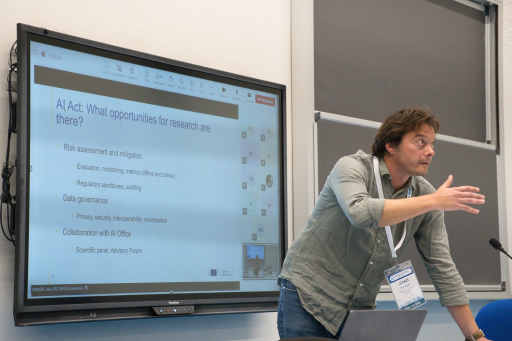 AI Act: What opportunities for research are
there?
Risk assessment and mitigation
Evaluation, monitoring, metrics (offline and online)
Regulatory sandboxes, auditing
Data governance
Privacy, security, interoperability, minimisation
Collaboration with AI Office
Scientific panel, Advisory Forum